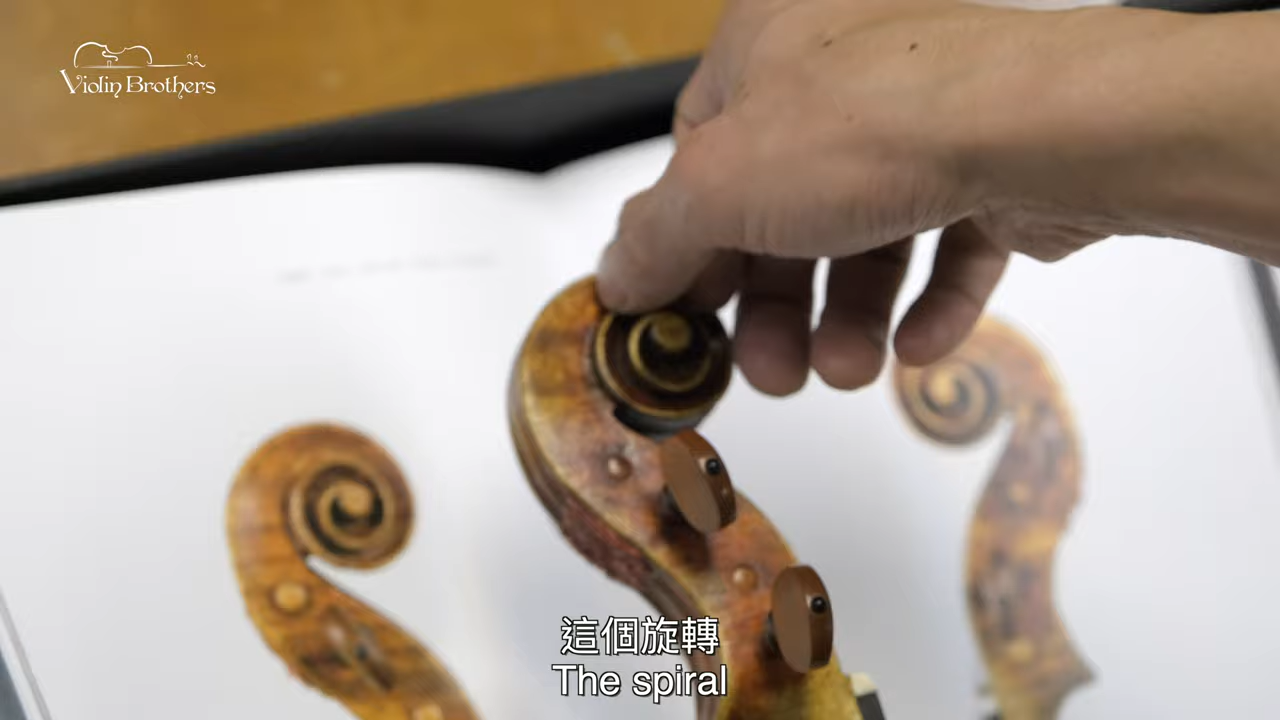 Violin Brothers
這個旋轉
The spiral